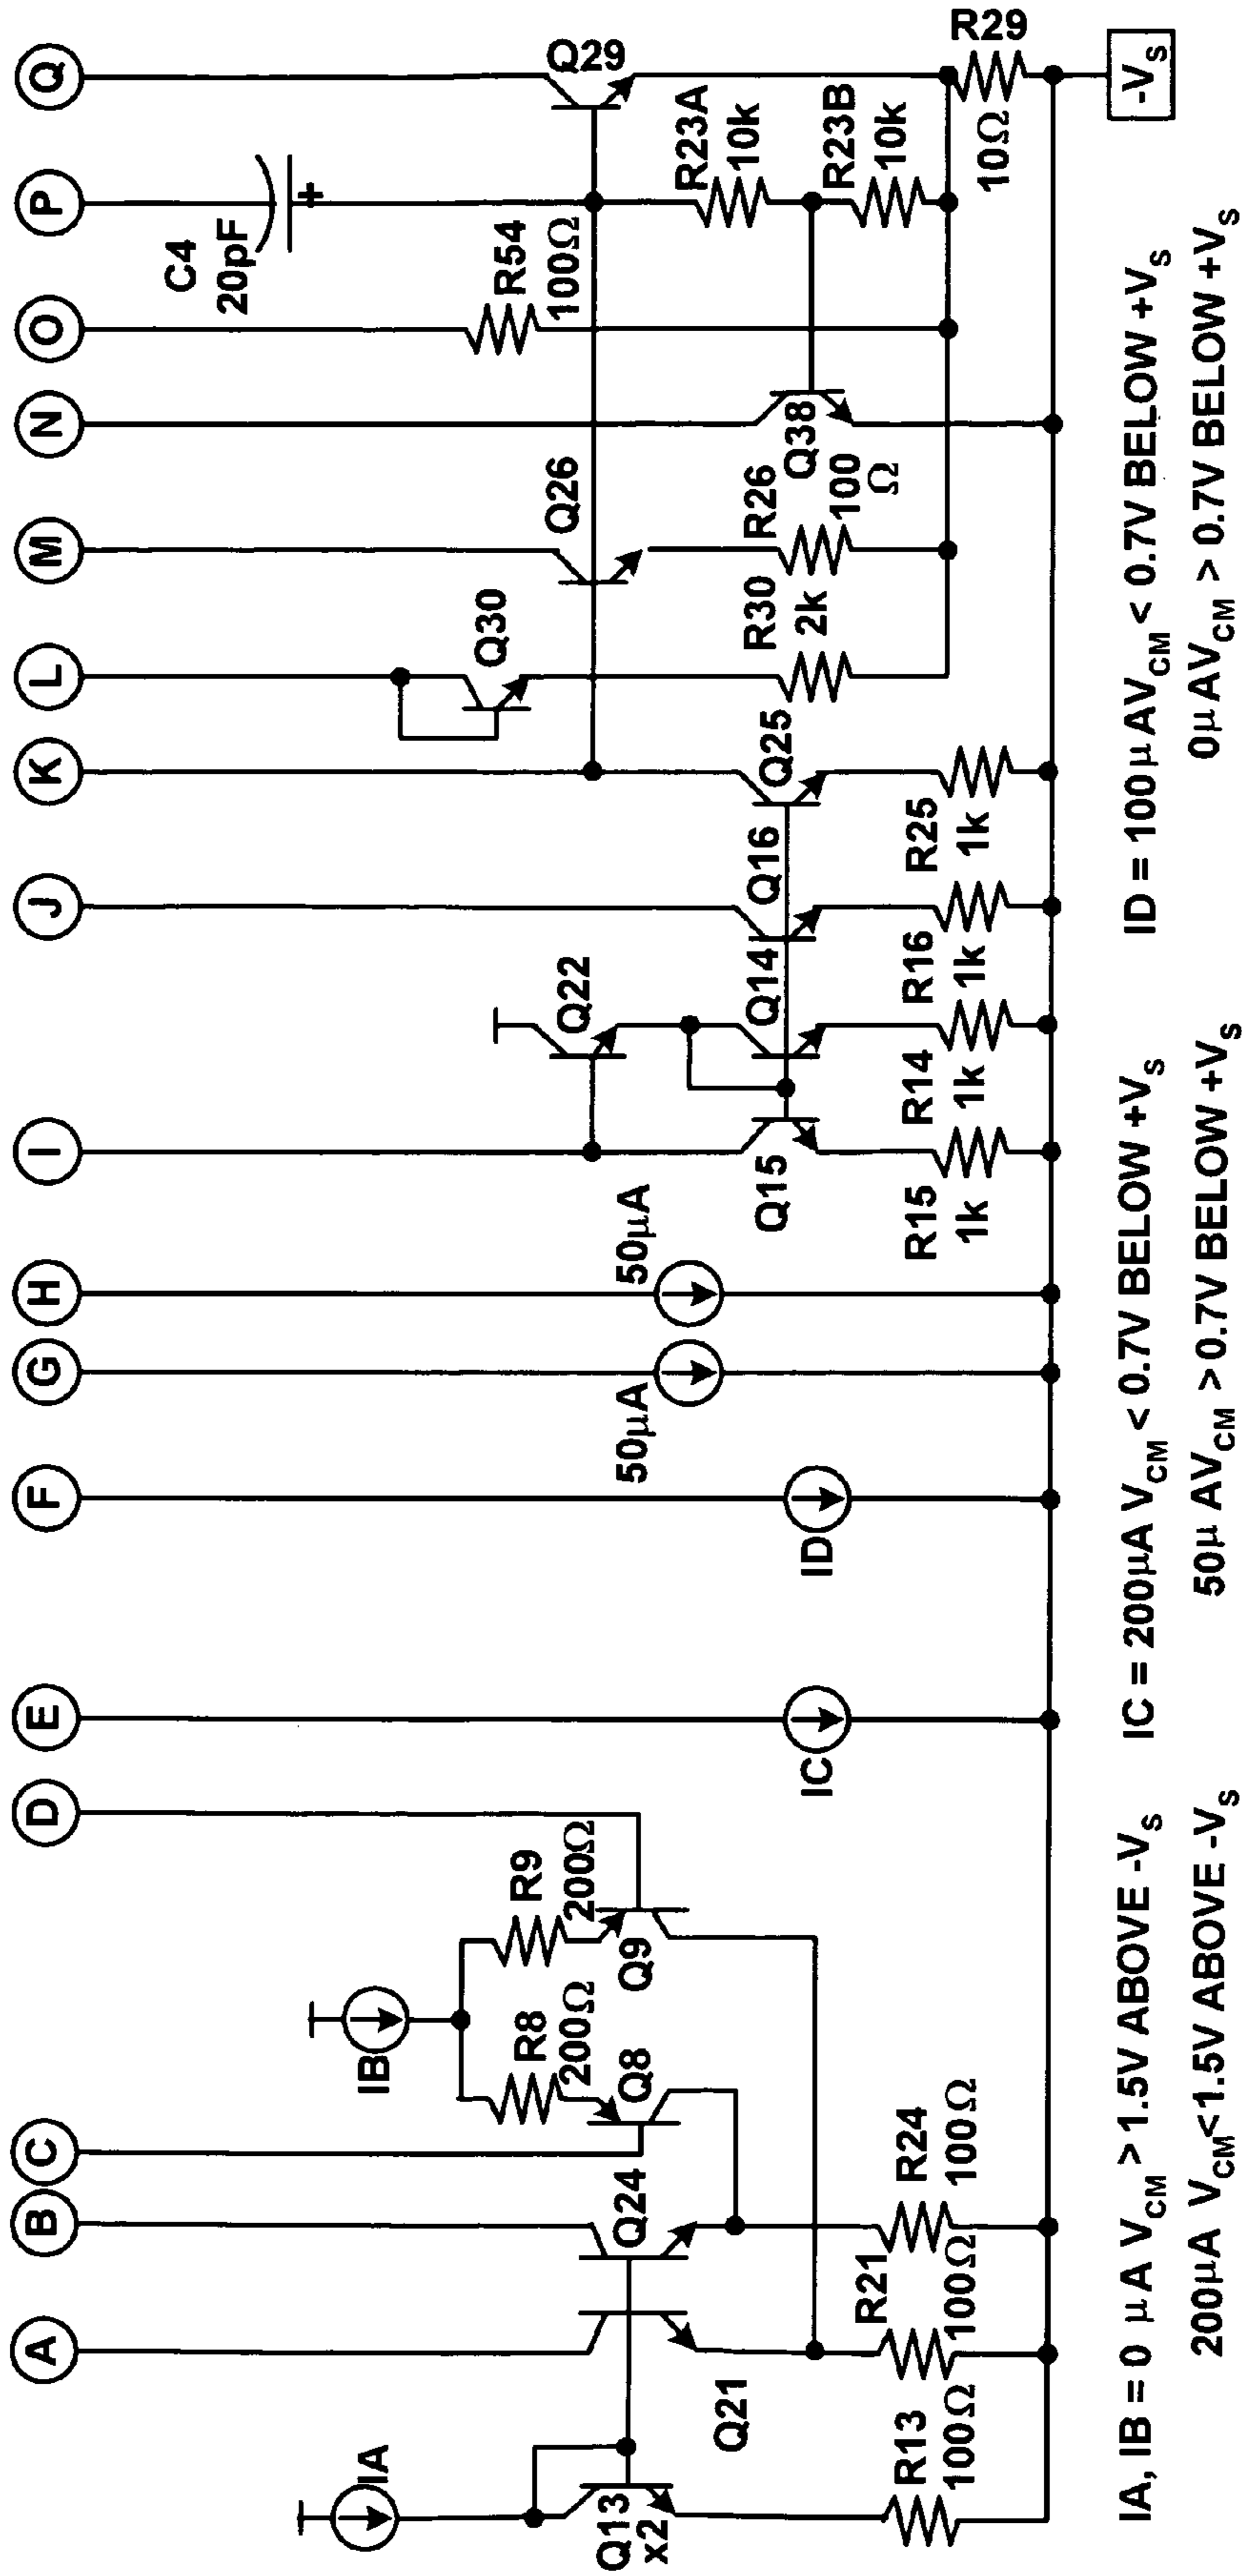 A
B
C
D
E
F
G
H
I
J
K
L
M
N
O
P
Q
IA
Q13
x2
R13
100Ω
Q21
R21
100Ω
Q24
R24
100Ω
IB
R8
200Ω
Q8
R9
200Ω
Q9
IC
ID
50μA
50μA
Q15
R15
1k
Q22
Q14
R14
1k
Q16
R16
1k
Q25
R25
1k
Q30
R30
2k
Q26
R26
100
Ω
Q38
R54
100Ω
C4
20pF
+
R23A
10k
R23B
10k
Q29
R29
10Ω
-VS
IA, IB = 0 μA VCM > 1.5V ABOVE -VS
200μA VCM < 1.5V ABOVE -VS
IC = 200μA VCM < 0.7V BELOW +VS
50μ AVCM > 0.7V BELOW +VS
ID = 100μ AVCM < 0.7V BELOW +VS
0μ AVCM > 0.7V BELOW +VS